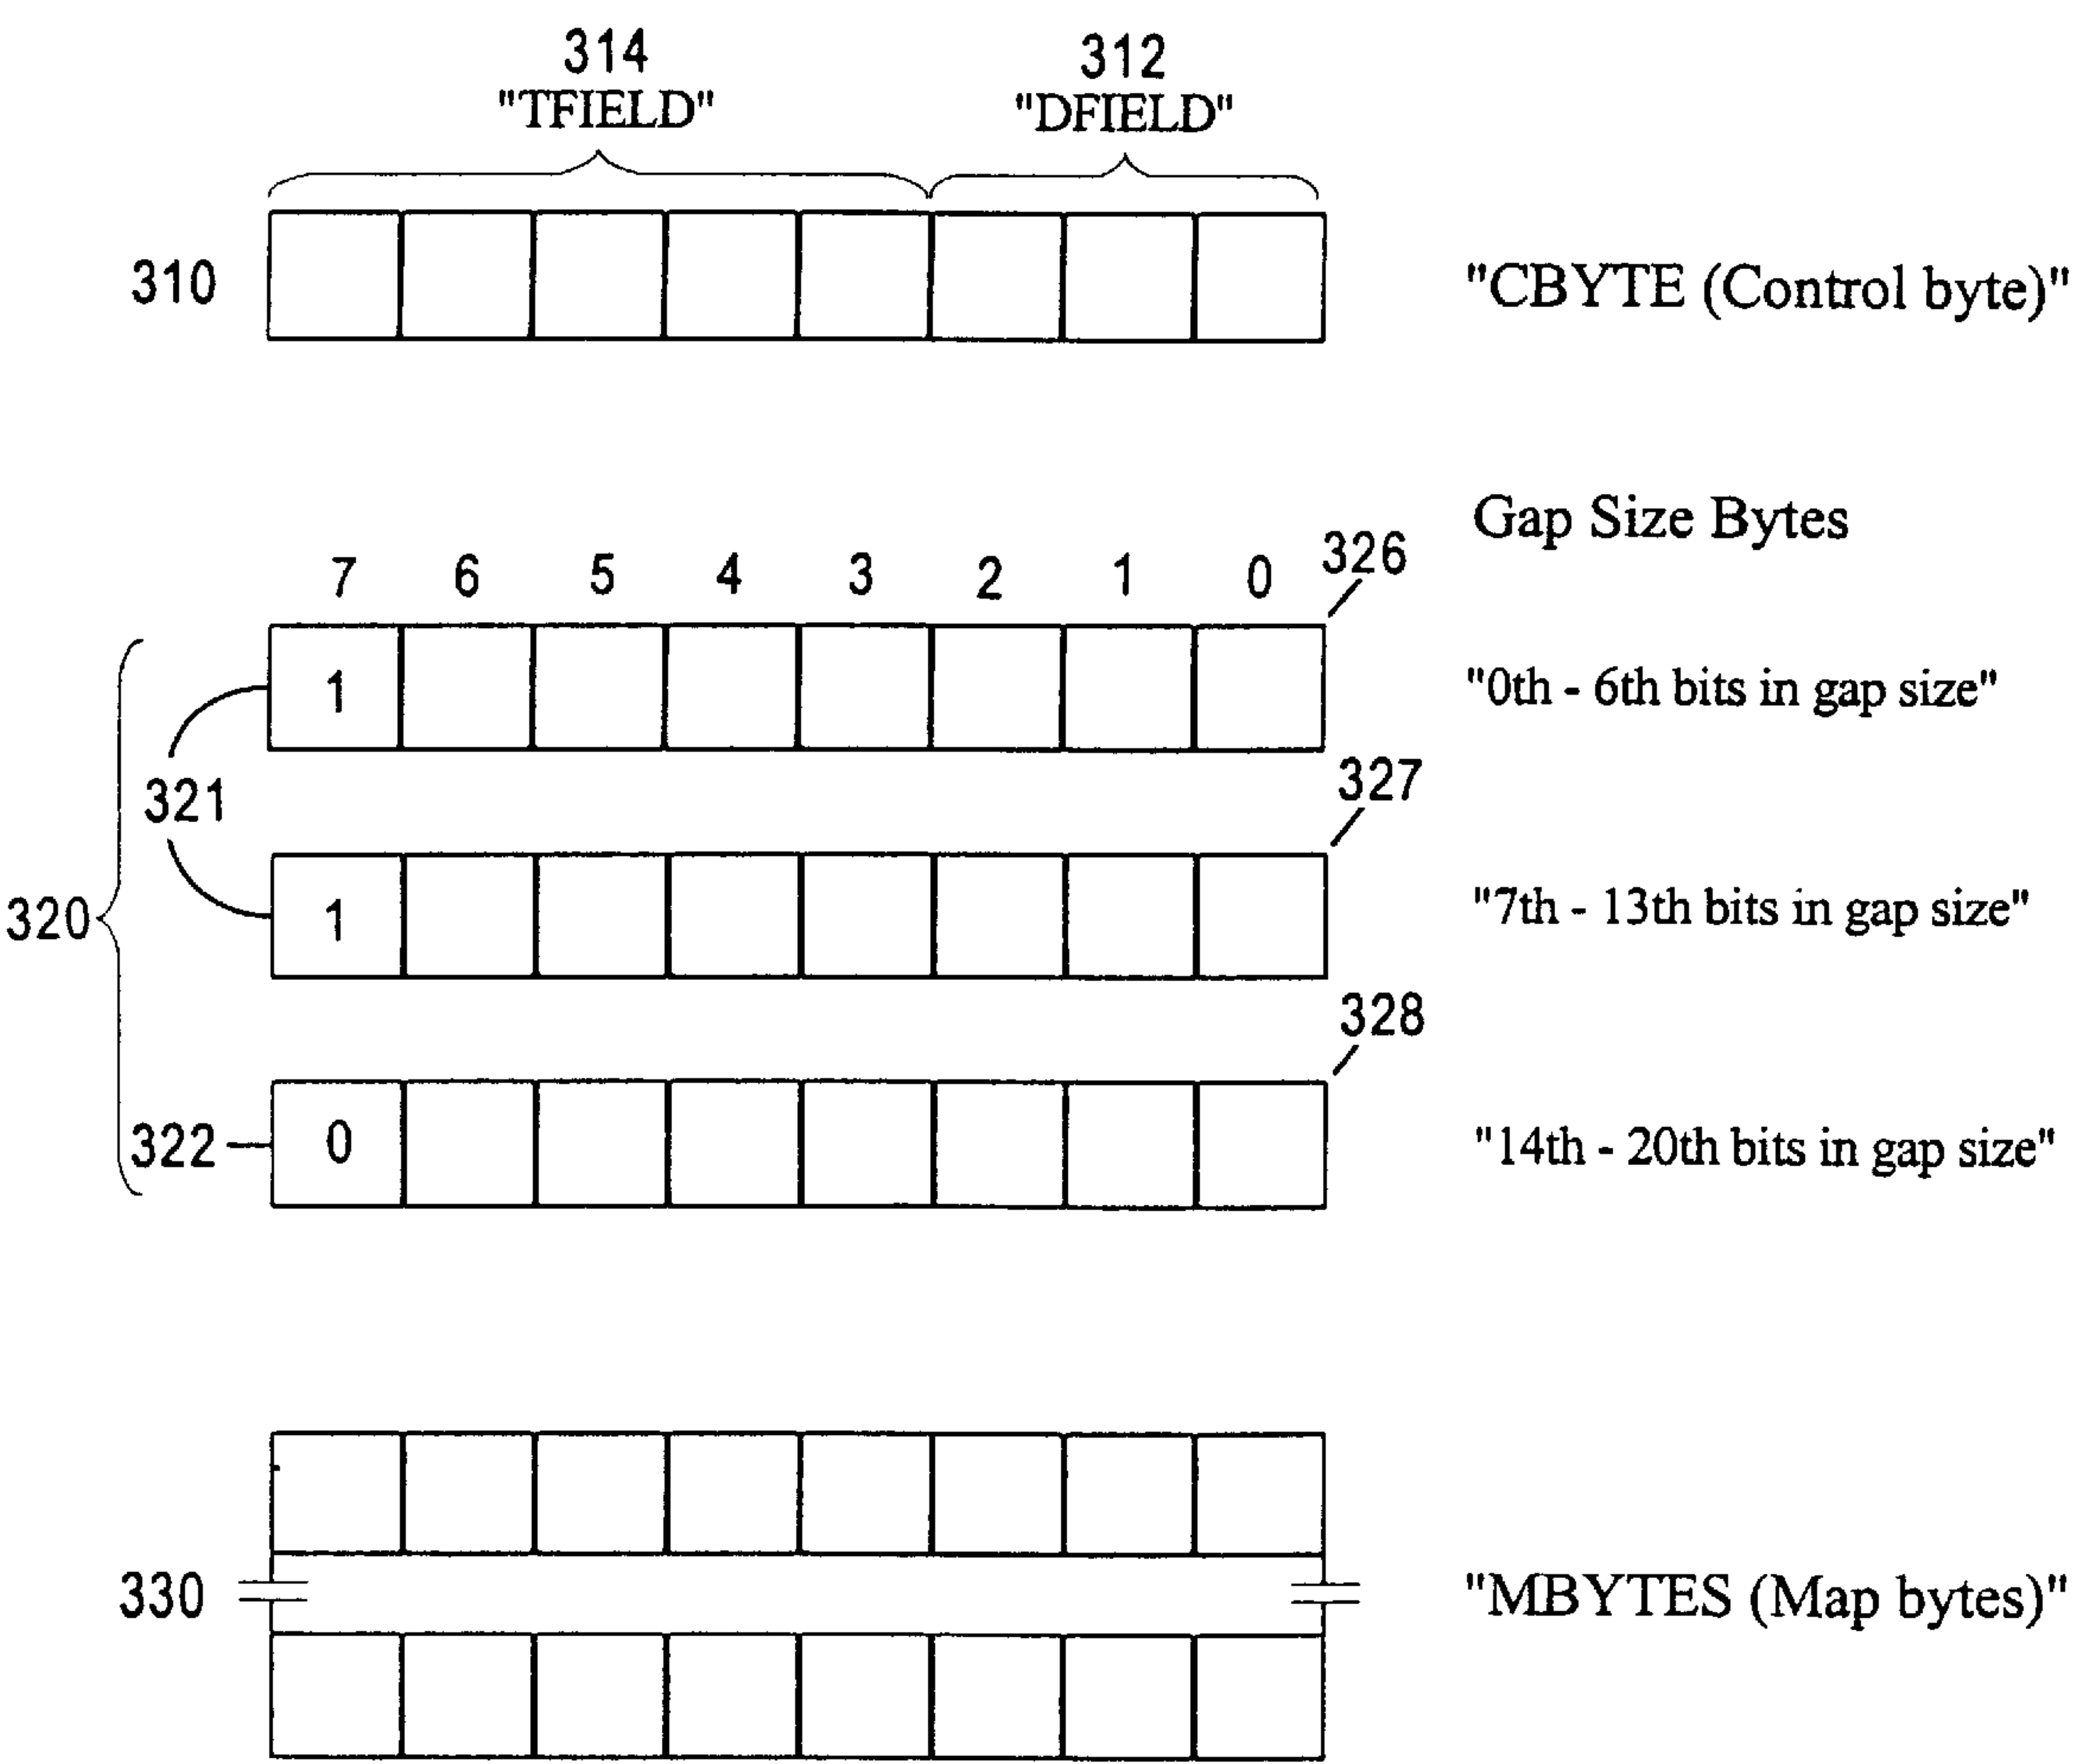 314 312
"TFIELD" "DFIELD"
310 "CBYTE (Control byte)"
Gap Size Bytes
7 6 5 4 3 2 1 0 326
1 "0th - 6th bits in gap size"
321 327
320 1 "7th - 13th bits in gap size"
328
322 0 "14th - 20th bits in gap size"
330 "MBYTES (Map bytes)"